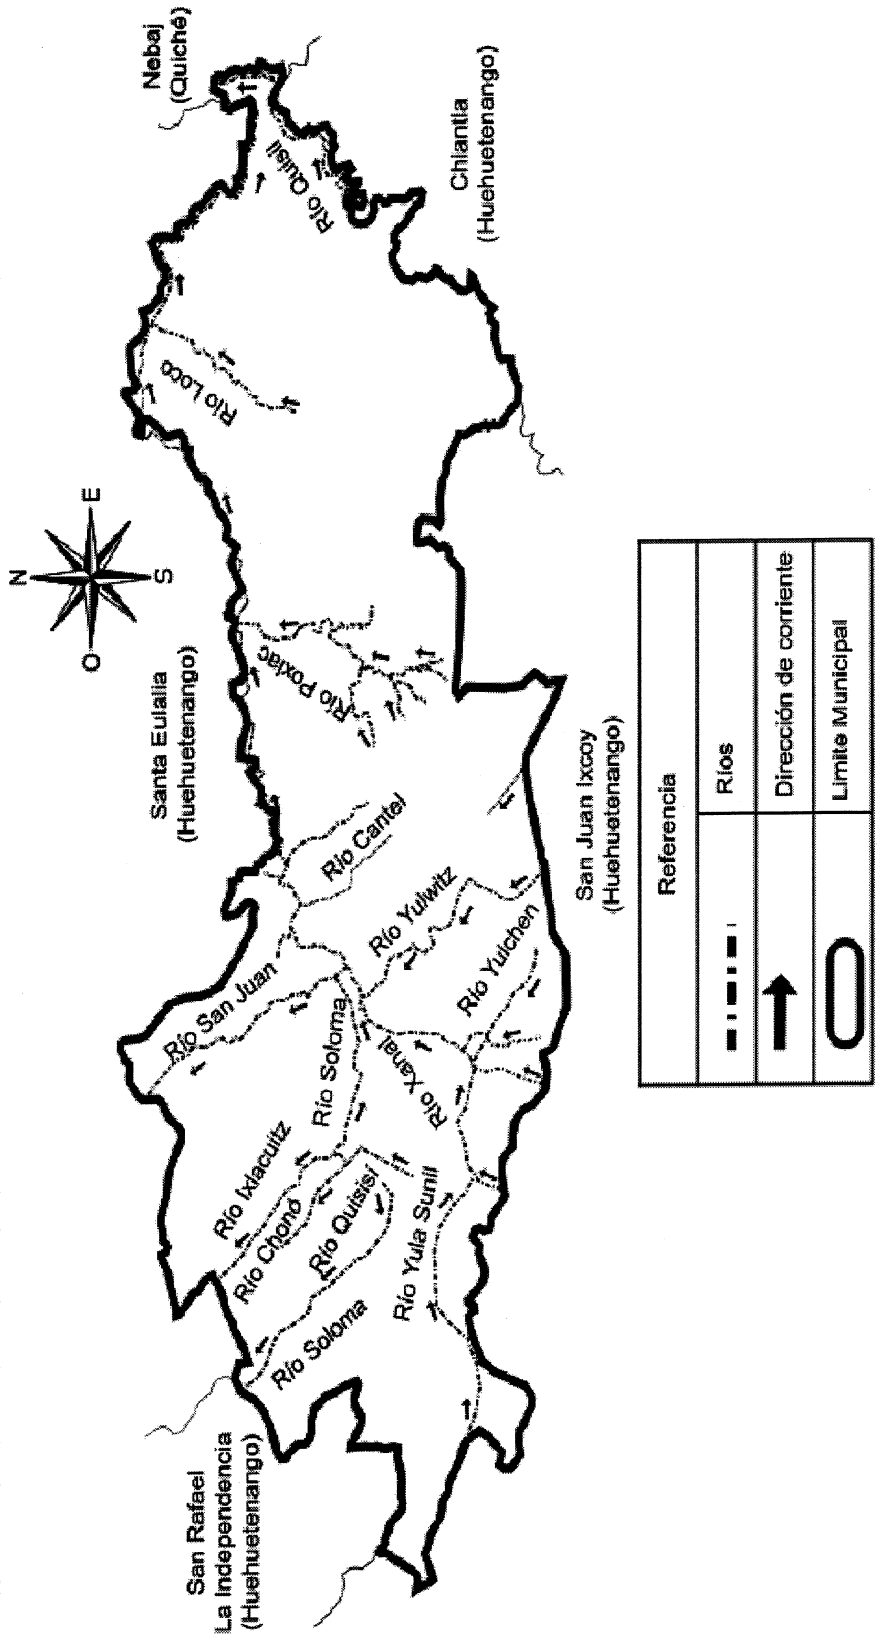 N
O
E
S
Nebaj
(Quiché)
Santa Eulalia
(Huehuetenango)
San Rafael
La Independencia
(Huehuetenango)
Chiantla
(Huehuetenango)
San Juan Ixcoy
(Huehuetenango)
Río Quisil
Río Loco
Río Poxlac
Río Cantel
Río San Juan
Río Yulwitz
Río Yulchen
Río Soloma
Río Xanal
Río Ixlacuitz
Río Chonó
Río Quisisí
Río Yula Sunil
Río Soloma
Referencia
Ríos
Dirección de corriente
Limite Municipal